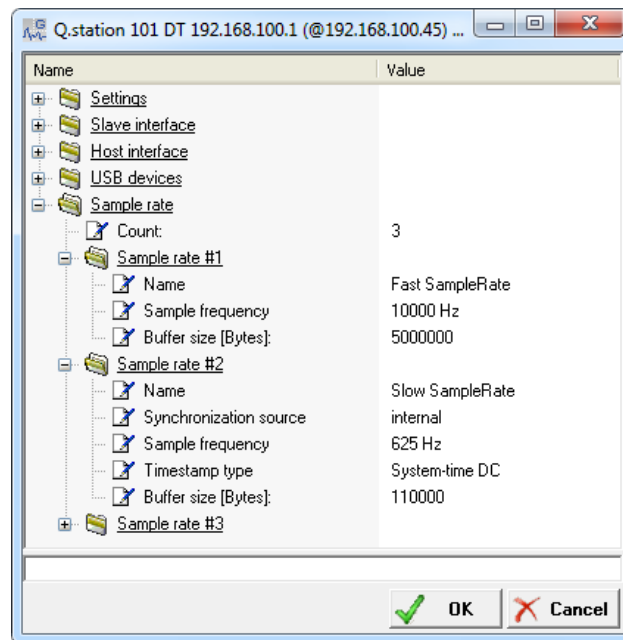 Q.station 101 DT 192.168.100.1 (@192.168.100.45) ...
Name Value
Settings
Slave interface
Host interface
USB devices
Sample rate
Count: 3
Sample rate #1
Name Fast SampleRate
Sample frequency 10000 Hz
Buffer size [Bytes]: 5000000
Sample rate #2
Name Slow SampleRate
Synchronization source internal
Sample frequency 625 Hz
Timestamp type System-time DC
Buffer size [Bytes]: 110000
Sample rate #3
OK Cancel